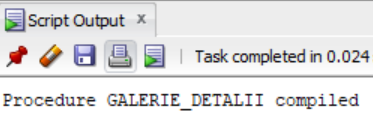 Script Output x
Task completed in 0.024
Procedure GALERIE_DETALII compiled